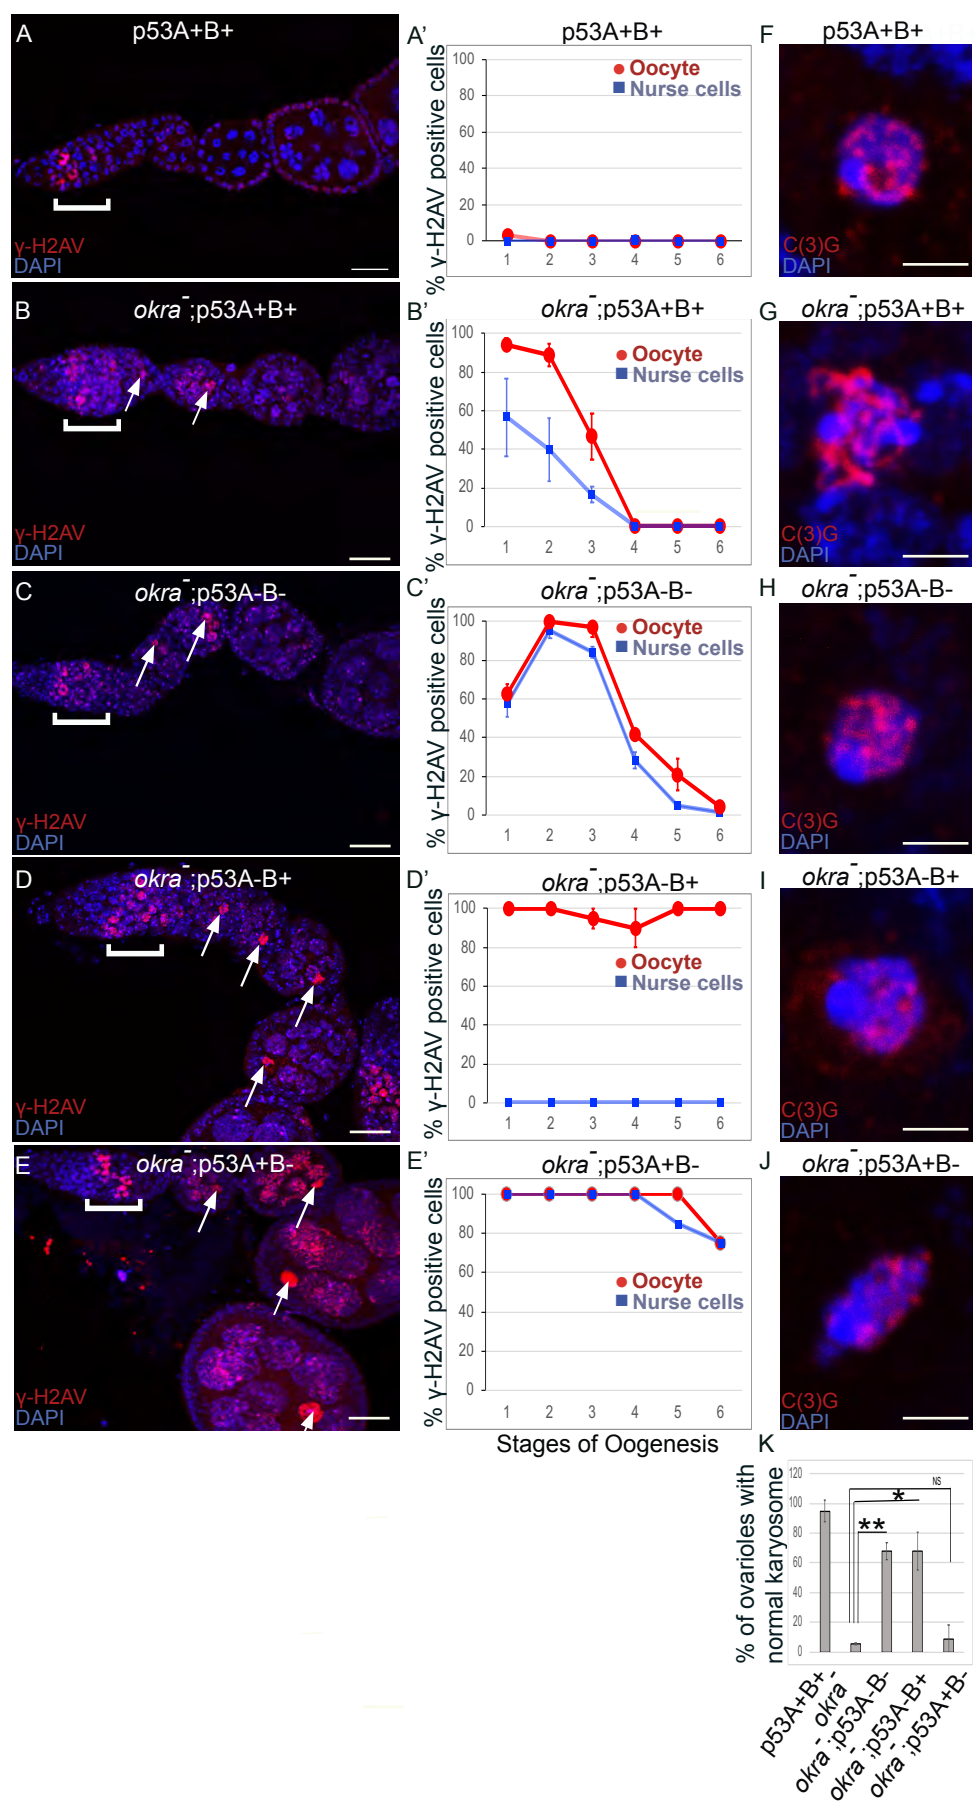 A p53A+B+
γ-H2AV
DAPI
A' p53A+B+
% γ-H2AV positive cells
100
80
60
40
20
0
Oocyte
Nurse cells
1 2 3 4 5 6
F p53A+B+
C(3)G
DAPI
B okra-;p53A+B+
γ-H2AV
DAPI
B' okra-;p53A+B+
% γ-H2AV positive cells
100
80
60
40
20
0
Oocyte
Nurse cells
1 2 3 4 5 6
G okra-;p53A+B+
C(3)G
DAPI
C okra-;p53A-B-
γ-H2AV
DAPI
C' okra-;p53A-B-
% γ-H2AV positive cells
100
80
60
40
20
0
Oocyte
Nurse cells
1 2 3 4 5 6
H okra-;p53A-B-
C(3)G
DAPI
D okra-;p53A-B+
γ-H2AV
DAPI
D' okra-;p53A-B+
% γ-H2AV positive cells
100
80
60
40
20
0
Oocyte
Nurse cells
1 2 3 4 5 6
I okra-;p53A-B+
C(3)G
DAPI
E okra-;p53A+B-
γ-H2AV
DAPI
E' okra-;p53A+B-
% γ-H2AV positive cells
100
80
60
40
20
0
Oocyte
Nurse cells
1 2 3 4 5 6
Stages of Oogenesis
J okra-;p53A+B-
C(3)G
DAPI
K
% of ovarioles with
normal karyosome
120
100
80
60
40
20
0
NS
*
**
p53A+B+
okra-
okra-;p53A-B-
okra-;p53A-B+
okra-;p53A+B-